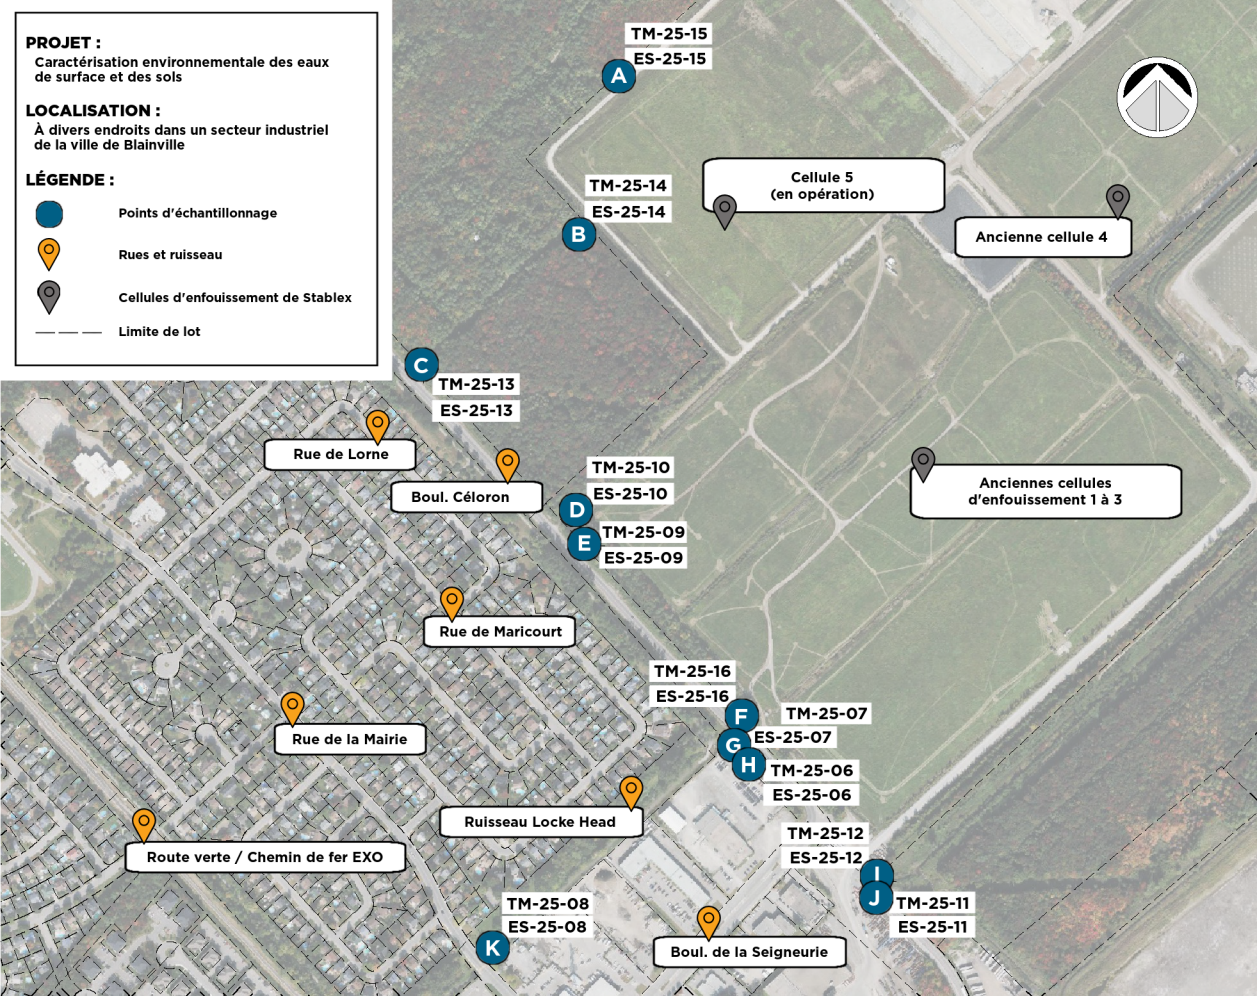 PROJET :
Caractérisation environnementale des eaux
de surface et des sols
LOCALISATION :
À divers endroits dans un secteur industriel
de la ville de Blainville
LÉGENDE :
Points d'échantillonnage
Rues et ruisseau
Cellules d'enfouissement de Stablex
Limite de lot
TM-25-15
ES-25-15
A
Cellule 5
(en opération)
TM-25-14
ES-25-14
B
Ancienne cellule 4
C
TM-25-13
ES-25-13
Rue de Lorne
Boul. Céloron
TM-25-10
ES-25-10
D
TM-25-09
E
ES-25-09
Anciennes cellules
d'enfouissement 1 à 3
Rue de Maricourt
TM-25-16
ES-25-16
F
TM-25-07
ES-25-07
G
H
TM-25-06
ES-25-06
Rue de la Mairie
Ruisseau Locke Head
Route verte / Chemin de fer EXO
TM-25-12
ES-25-12
I
J
TM-25-11
ES-25-11
TM-25-08
ES-25-08
K
Boul. de la Seigneurie